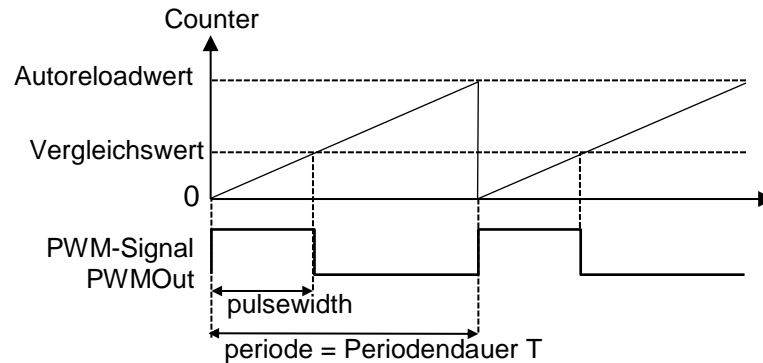 Counter
Autoreloadwert
Vergleichswert
0
PWM-Signal
PWMOut
pulsewidth
periode = Periodendauer T